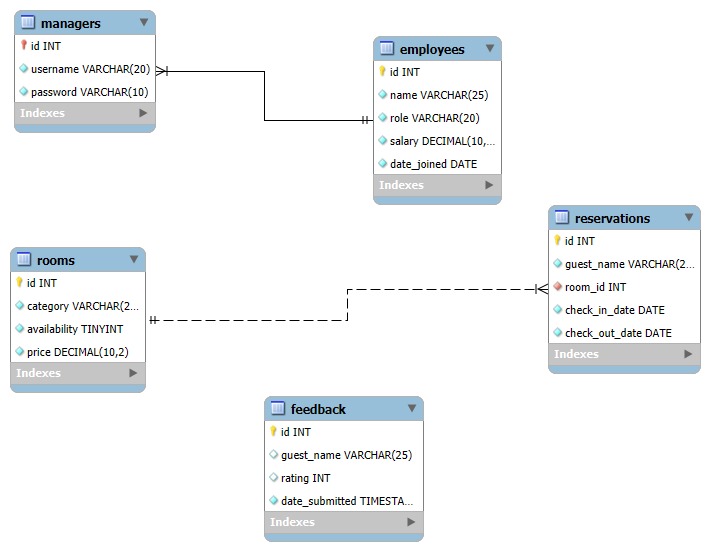 managers
id INT
username VARCHAR(20)
password VARCHAR(10)
Indexes
employees
id INT
name VARCHAR(25)
role VARCHAR(20)
salary DECIMAL(10,...
date_joined DATE
Indexes
reservations
id INT
guest_name VARCHAR(2...
room_id INT
check_in_date DATE
check_out_date DATE
Indexes
rooms
id INT
category VARCHAR(2...
availability TINYINT
price DECIMAL(10,2)
Indexes
feedback
id INT
guest_name VARCHAR(25)
rating INT
date_submitted TIMESTA...
Indexes